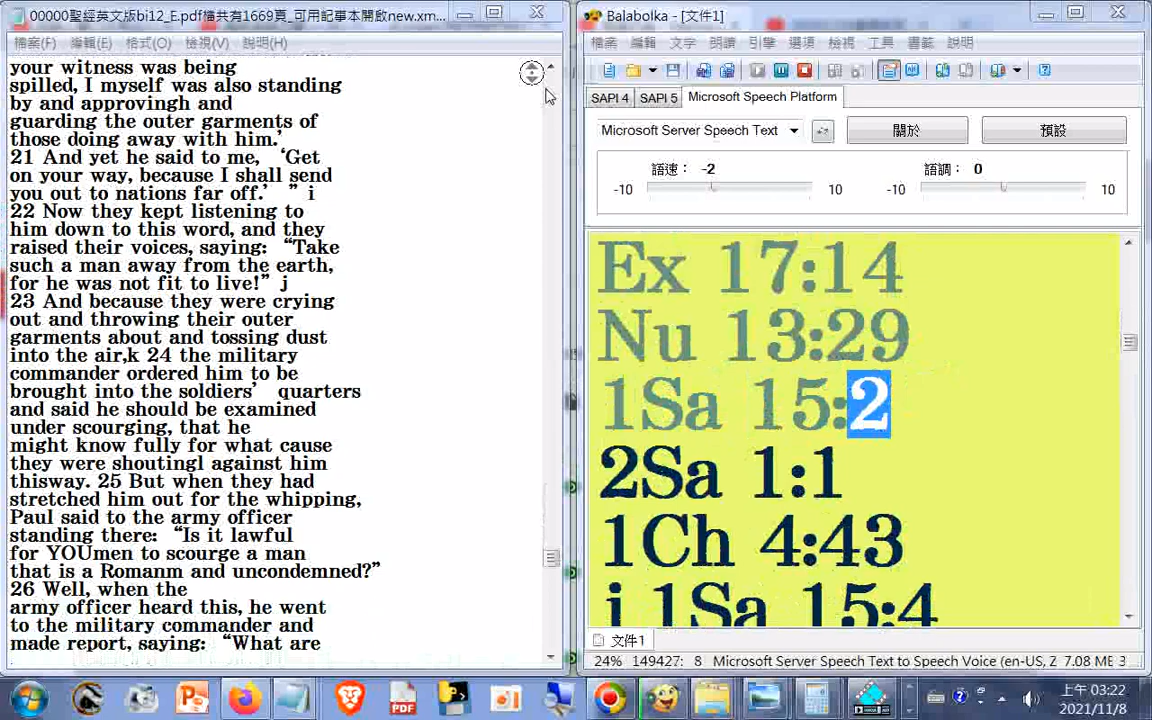 00000聖經英文版bi12_E.pdf檔共有1669頁_可用記事本開啟new.xm...
檔案(F) 編輯(E) 格式(O) 檢視(V) 說明(H)
your witness was being
spilled, I myself was also standing
by and approvingh and
guarding the outer garments of
those doing away with him.’
21 And yet he said to me, ‘Get
on your way, because I shall send
you out to nations far off.’ ” i
22 Now they kept listening to
him down to this word, and they
raised their voices, saying: “Take
such a man away from the earth,
for he was not fit to live!” j
23 And because they were crying
out and throwing their outer
garments about and tossing dust
into the air,k 24 the military
commander ordered him to be
brought into the soldiers’ quarters
and said he should be examined
under scourging, that he
might know fully for what cause
they were shoutingl against him
thisway. 25 But when they had
stretched him out for the whipping,
Paul said to the army officer
standing there: “Is it lawful
for YOUmen to scourge a man
that is a Romanm and uncondemned?”
26 Well, when the
army officer heard this, he went
to the military commander and
made report, saying: “What are
Balabolka - [文件1]
檔案 編輯 文字 朗讀 引擎 選項 檢視 工具 書籤 說明
SAPI 4 SAPI 5 Microsoft Speech Platform
Microsoft Server Speech Text 關於 預設
語速: -2 語調: 0
-10 10 -10 10
Ex 17:14
Nu 13:29
1Sa 15:2
2Sa 1:1
1Ch 4:43
i 1Sa 15:4
文件1
24% 149427: 8 Microsoft Server Speech Text to Speech Voice (en-US, Z 7.08 ME 3
PDF
上午 03:22
2021/11/8